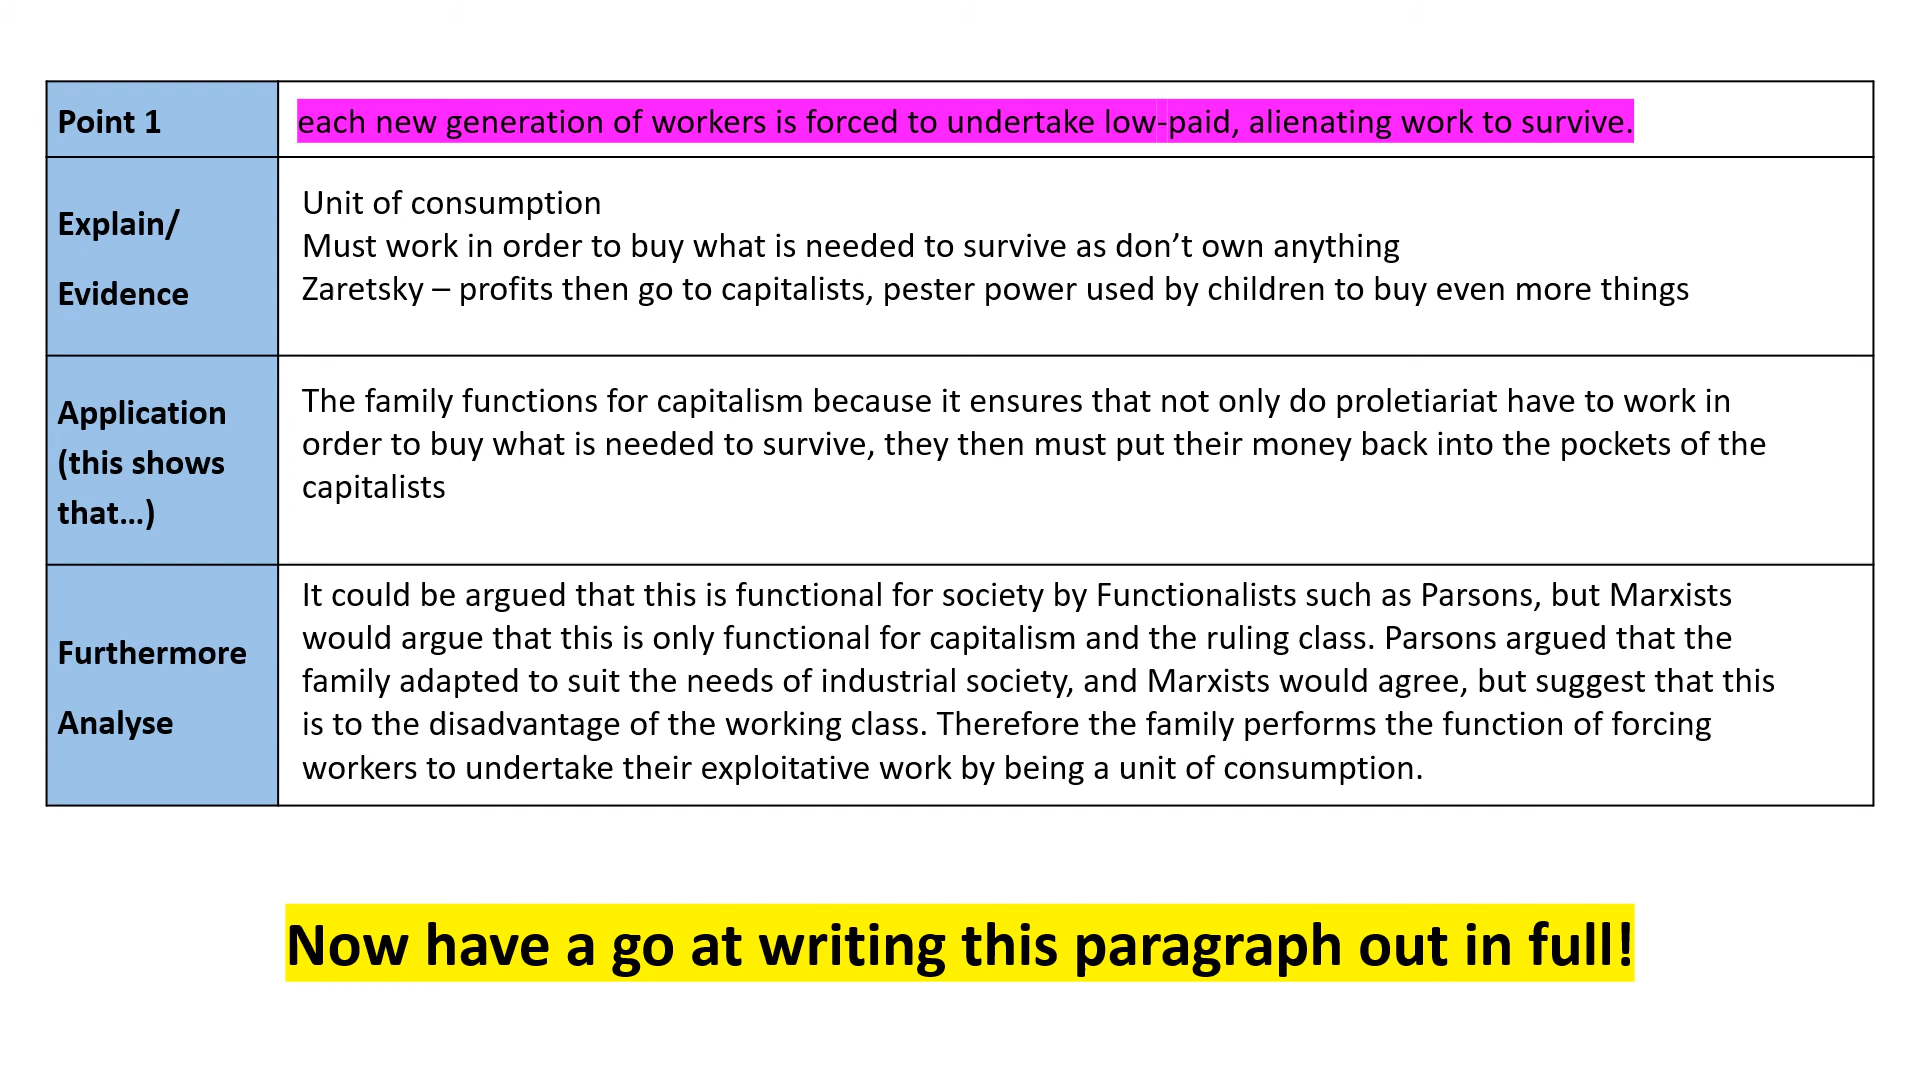 Point 1
each new generation of workers is forced to undertake low-paid, alienating work to survive.
Explain/
Evidence
Unit of consumption
Must work in order to buy what is needed to survive as don’t own anything
Zaretsky – profits then go to capitalists, pester power used by children to buy even more things
Application
(this shows
that…)
The family functions for capitalism because it ensures that not only do proletiariat have to work in
order to buy what is needed to survive, they then must put their money back into the pockets of the
capitalists
Furthermore
Analyse
It could be argued that this is functional for society by Functionalists such as Parsons, but Marxists
would argue that this is only functional for capitalism and the ruling class. Parsons argued that the
family adapted to suit the needs of industrial society, and Marxists would agree, but suggest that this
is to the disadvantage of the working class. Therefore the family performs the function of forcing
workers to undertake their exploitative work by being a unit of consumption.
Now have a go at writing this paragraph out in full!